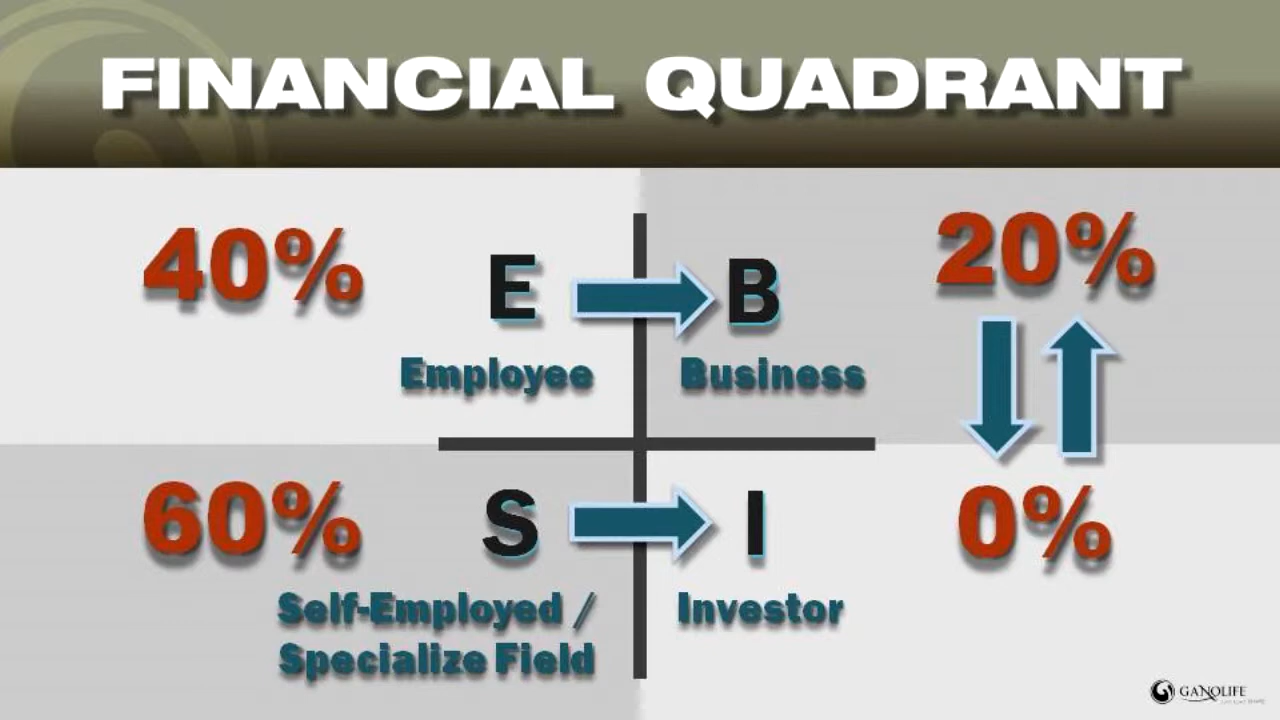 FINANCIAL QUADRANT
40%
E
B
20%
Employee
Business
60%
S
I
0%
Self-Employed /
Specialize Field
Investor
GANOLIFE